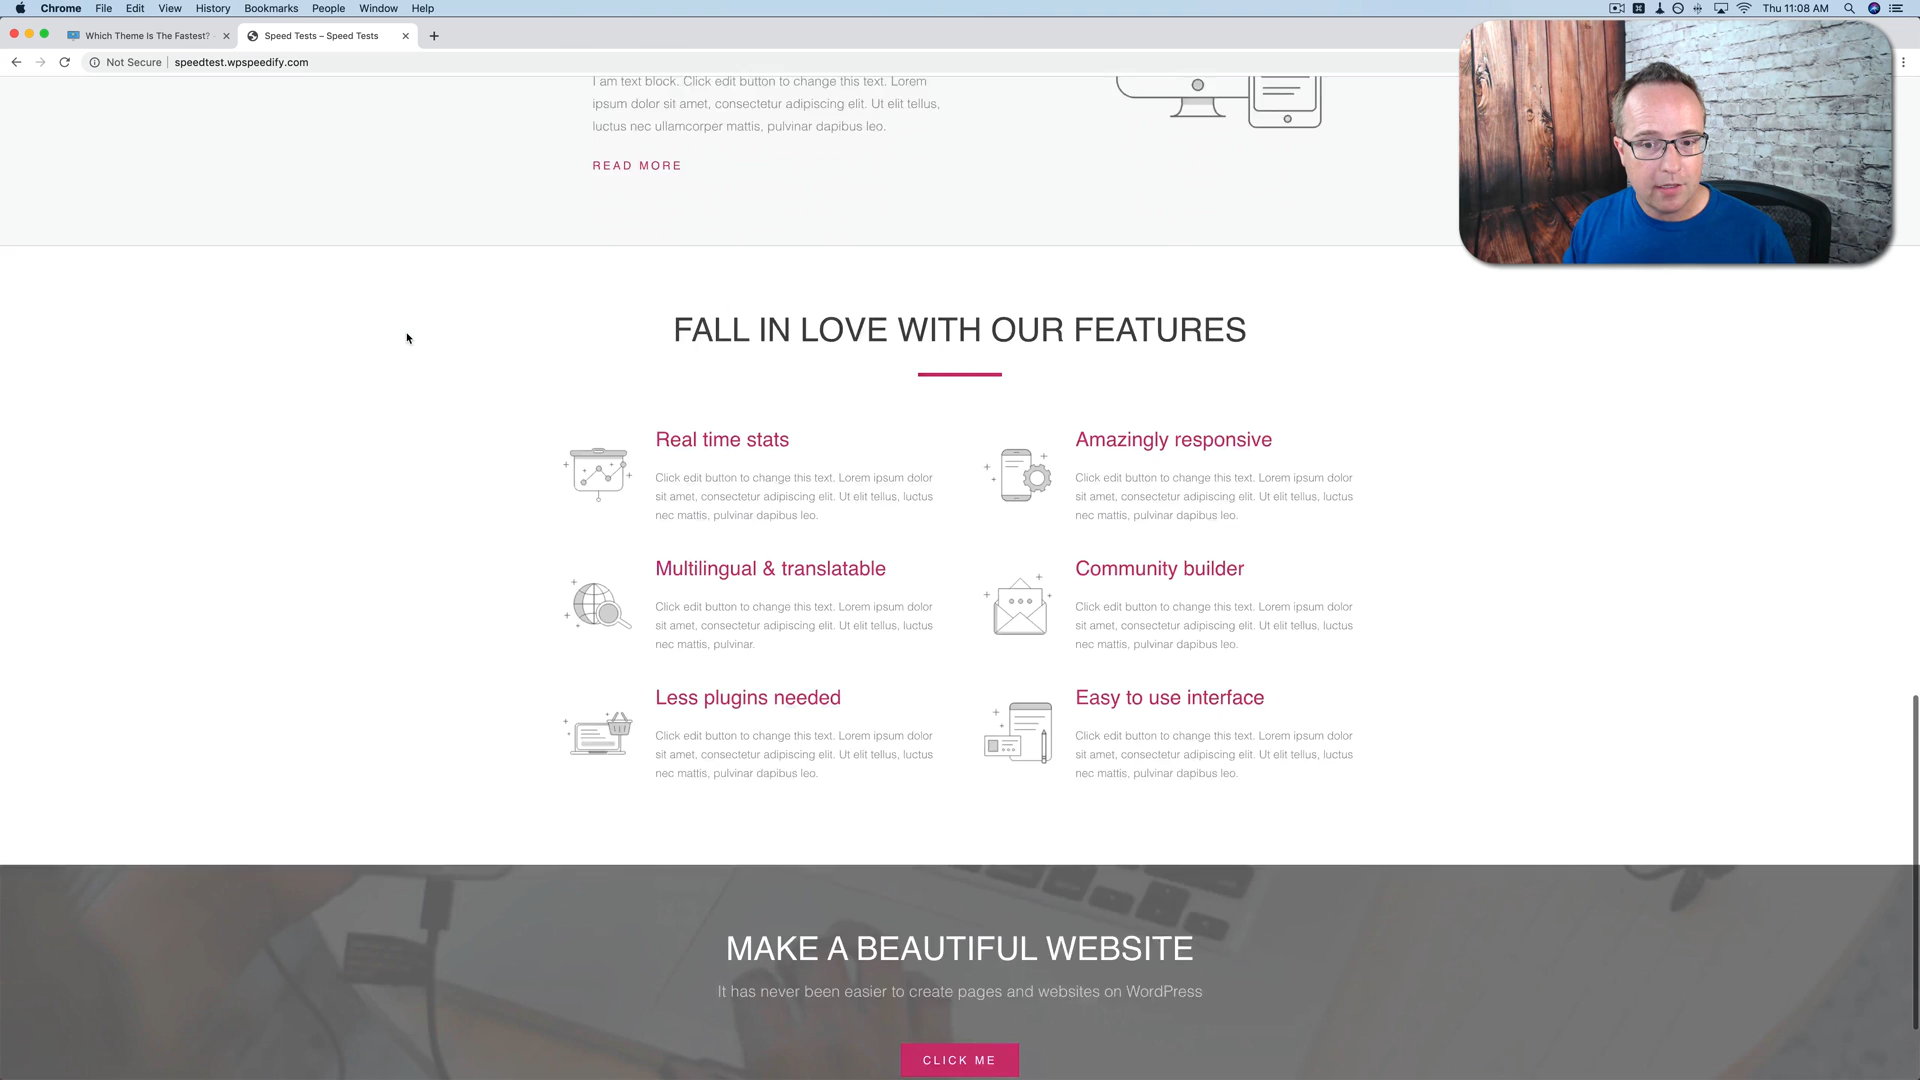 Chrome File Edit View History Bookmarks People Window Help
Thu 11:08 AM
Which Theme Is The Fastest?
Speed Tests – Speed Tests
Not Secure speedtest.wpspeedify.com
I am text block. Click edit button to change this text. Lorem
ipsum dolor sit amet, consectetur adipiscing elit. Ut elit tellus,
luctus nec ullamcorper mattis, pulvinar dapibus leo.
READ MORE
FALL IN LOVE WITH OUR FEATURES
Real time stats
Click edit button to change this text. Lorem ipsum dolor
sit amet, consectetur adipiscing elit. Ut elit tellus, luctus
nec mattis, pulvinar dapibus leo.
Amazingly responsive
Click edit button to change this text. Lorem ipsum dolor
sit amet, consectetur adipiscing elit. Ut elit tellus, luctus
nec mattis, pulvinar dapibus leo.
Multilingual & translatable
Click edit button to change this text. Lorem ipsum dolor
sit amet, consectetur adipiscing elit. Ut elit tellus, luctus
nec mattis, pulvinar.
Community builder
Click edit button to change this text. Lorem ipsum dolor
sit amet, consectetur adipiscing elit. Ut elit tellus, luctus
nec mattis, pulvinar dapibus leo.
Less plugins needed
Click edit button to change this text. Lorem ipsum dolor
sit amet, consectetur adipiscing elit. Ut elit tellus, luctus
nec mattis, pulvinar dapibus leo.
Easy to use interface
Click edit button to change this text. Lorem ipsum dolor
sit amet, consectetur adipiscing elit. Ut elit tellus, luctus
nec mattis, pulvinar dapibus leo.
MAKE A BEAUTIFUL WEBSITE
It has never been easier to create pages and websites on WordPress
CLICK ME